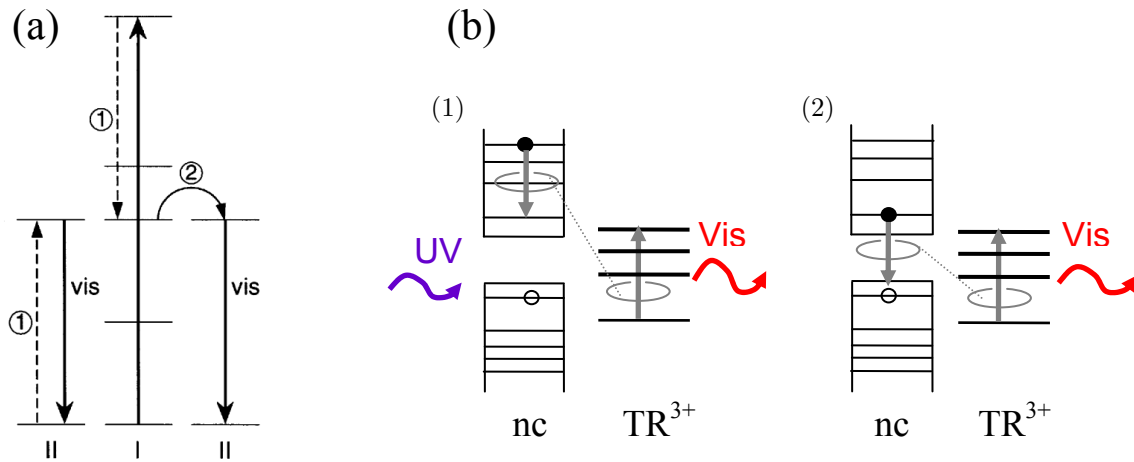 (a)
①
②
①
vis
vis
II
I
II
(b)
(1)
UV
Vis
nc
TR³⁺
(2)
Vis
nc
TR³⁺